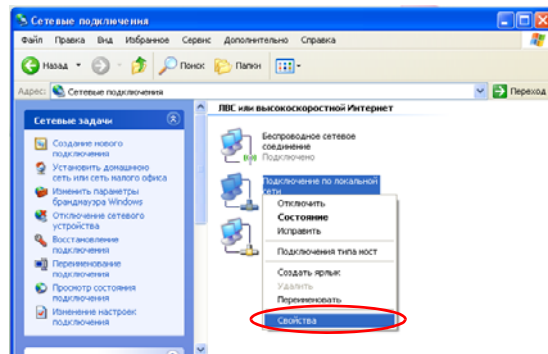 Сетевые подключения
Файл Правка Вид Избранное Сервис Дополнительно Справка
Назад Поиск Папки
Адрес: Сетевые подключения Переход
Сетевые задачи
Создание нового
подключения
Установить домашнюю
сеть или сеть малого офиса
Изменить параметры
брандмауэра Windows
Отключение сетевого
устройства
Восстановление
подключения
Переименование
подключения
Просмотр состояния
подключения
Изменение настроек
подключения
ЛВС или высокоскоростной Интернет
Беспроводное сетевое
соединение
Подключено
Подключение по локальной
сети
Отключить
Состояние
Исправить
Подключения типа мост
Создать ярлык
Удалить
Переименовать
Свойства